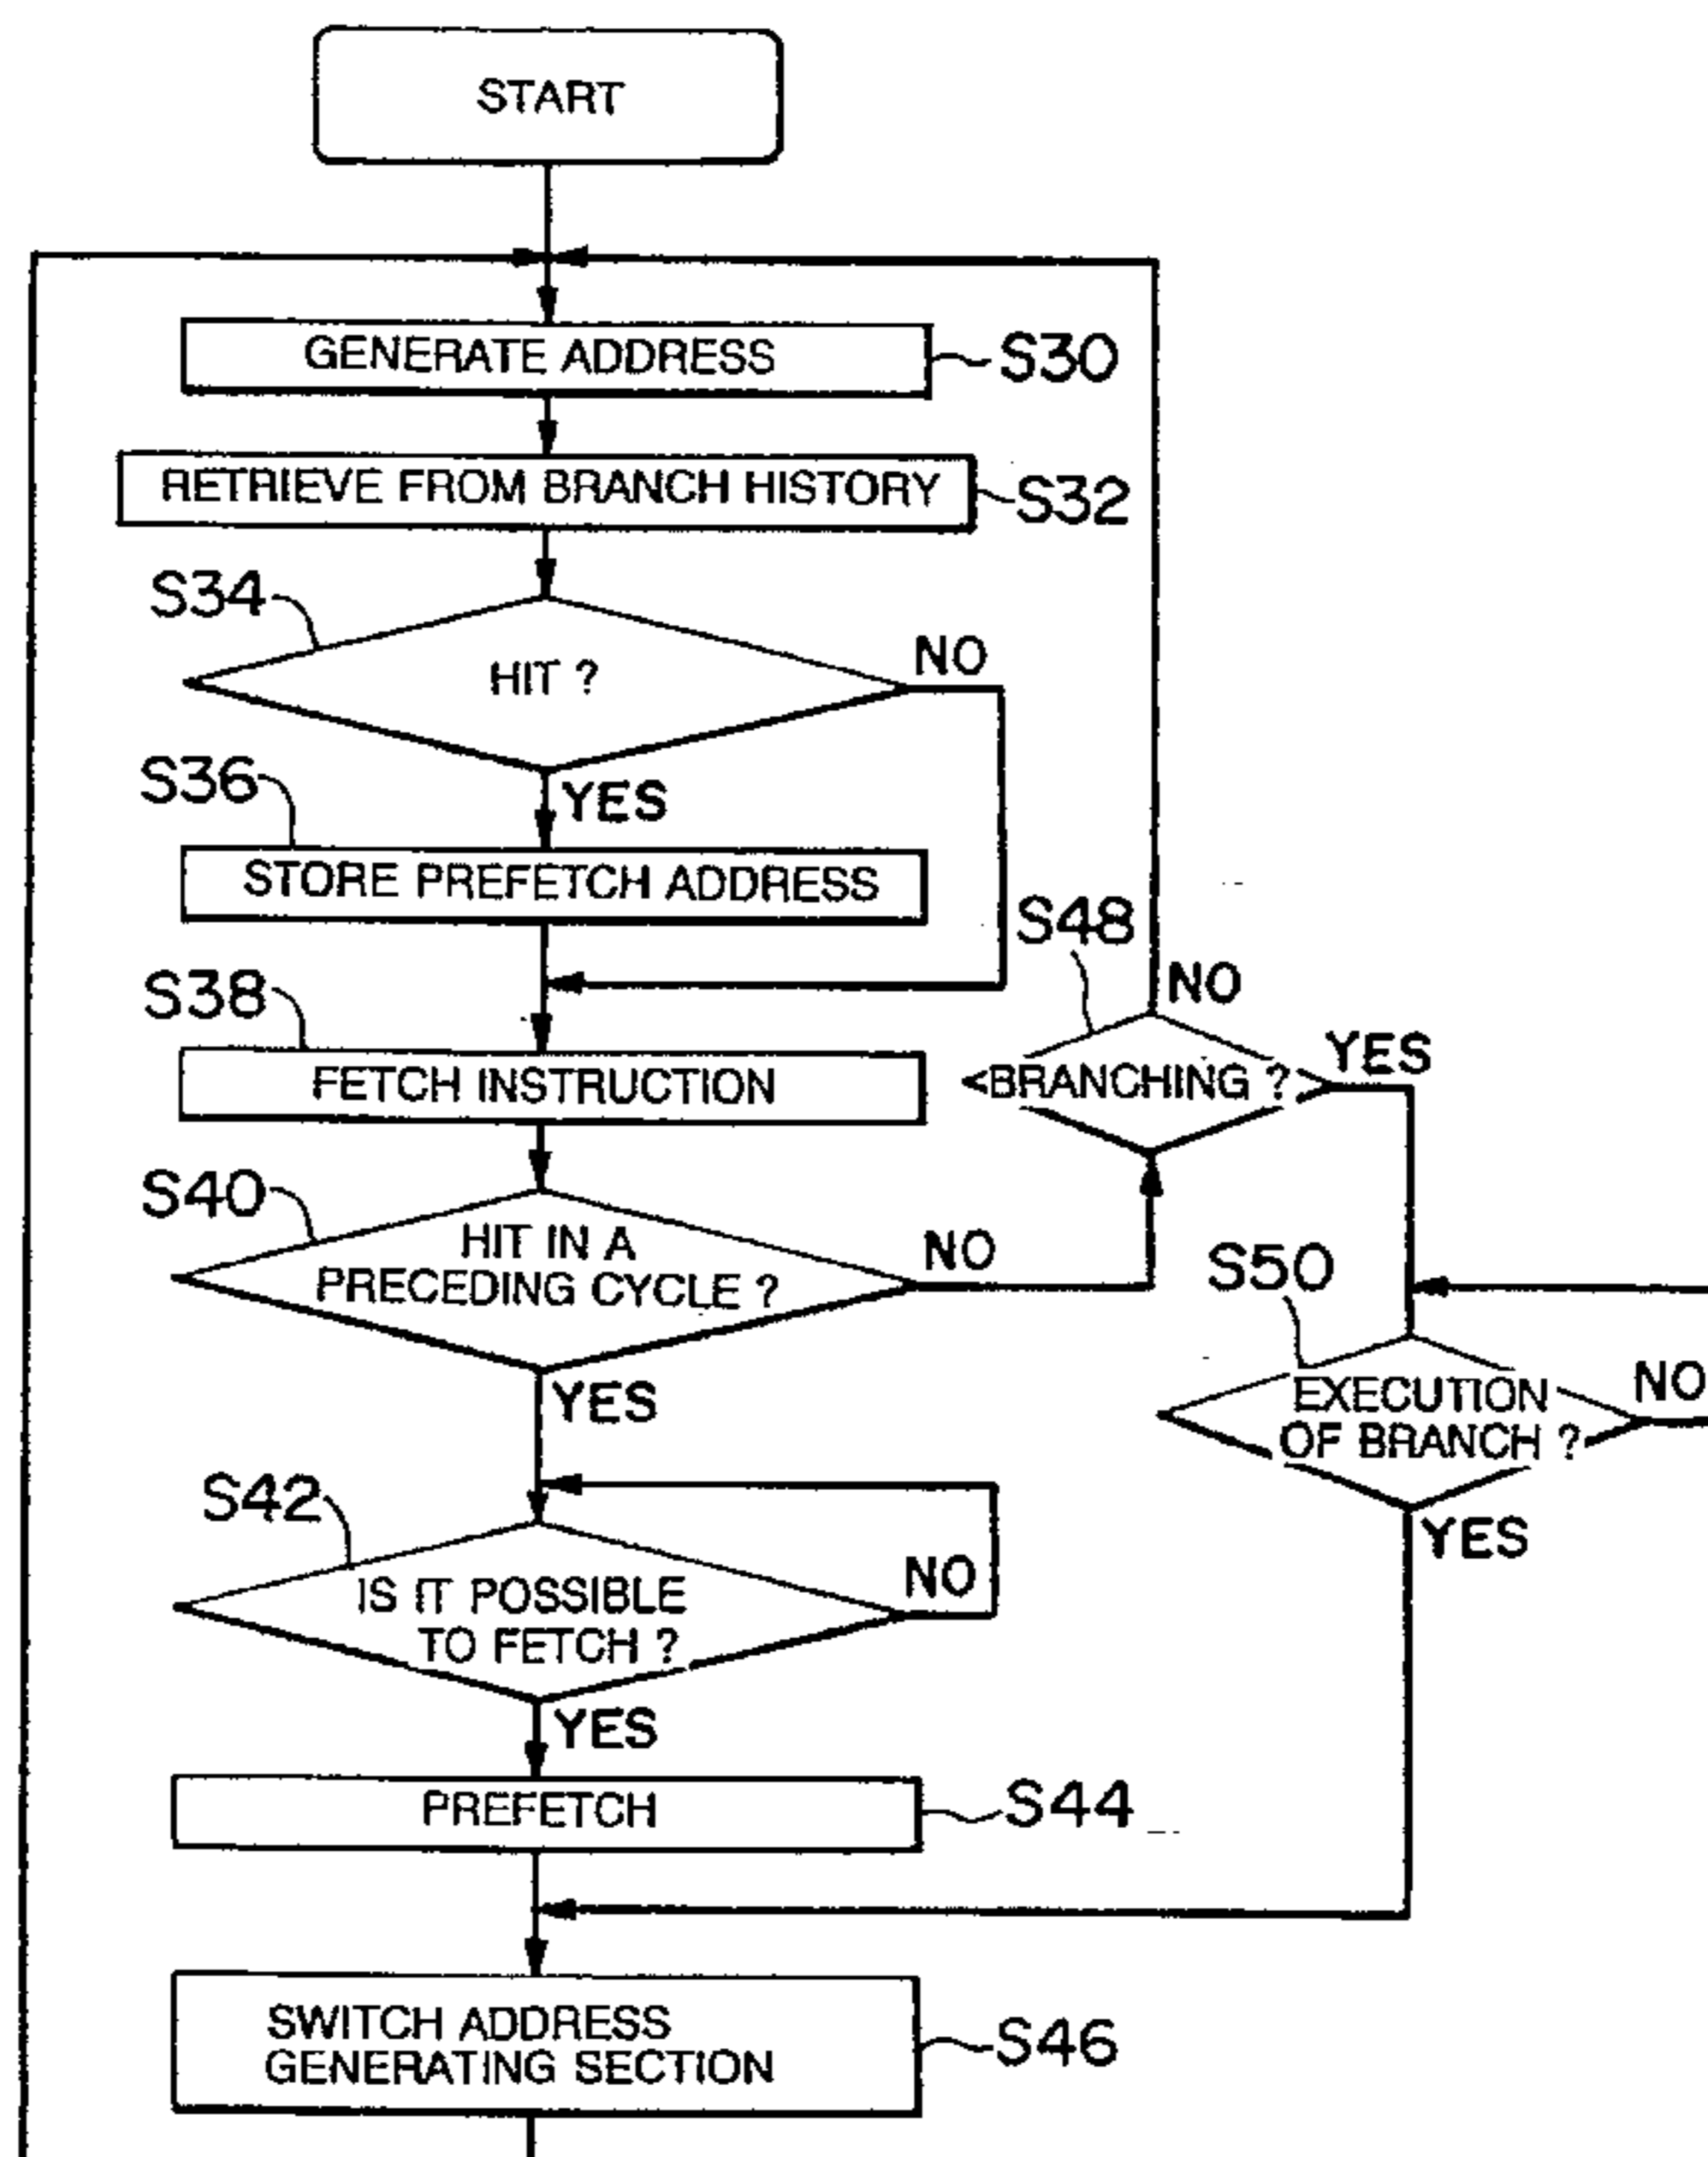 START
GENERATE ADDRESS
S30
RETRIEVE FROM BRANCH HISTORY
S32
S34
HIT ?
NO
YES
S36
STORE PREFETCH ADDRESS
S38
FETCH INSTRUCTION
S48
NO
BRANCHING ?
YES
S40
HIT IN A
PRECEDING CYCLE ?
NO
YES
S50
EXECUTION
OF BRANCH ?
NO
YES
S42
IS IT POSSIBLE
TO FETCH ?
NO
YES
PREFETCH
S44
SWITCH ADDRESS
GENERATING SECTION
S46